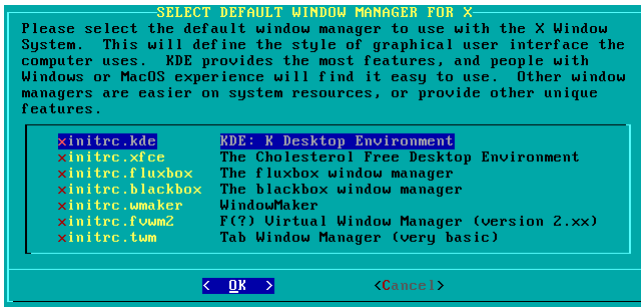 SELECT DEFAULT WINDOW MANAGER FOR X
Please select the default window manager to use with the X Window
System.  This will define the style of graphical user interface the
computer uses.  KDE provides the most features, and people with
Windows or MacOS experience will find it easy to use.  Other window
managers are easier on system resources, or provide other unique
features.
xinitrc.kde KDE: K Desktop Environment
xinitrc.xfce The Cholesterol Free Desktop Environment
xinitrc.fluxbox The fluxbox window manager
xinitrc.blackbox The blackbox window manager
xinitrc.wmaker WindowMaker
xinitrc.fvwm2 F(?) Virtual Window Manager (version 2.xx)
xinitrc.twm Tab Window Manager (very basic)
< OK > <Cancel>